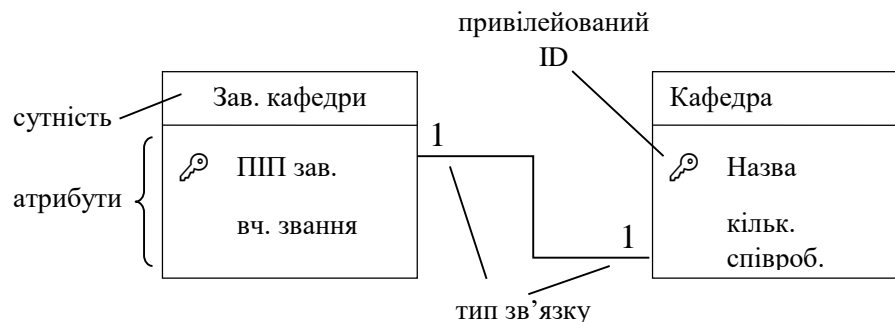 привілейований
ID
Зав. кафедри
Кафедра
сутність
1
ПІП зав.
Назва
атрибути
вч. звання
кільк.
1
співроб.
тип зв’язку